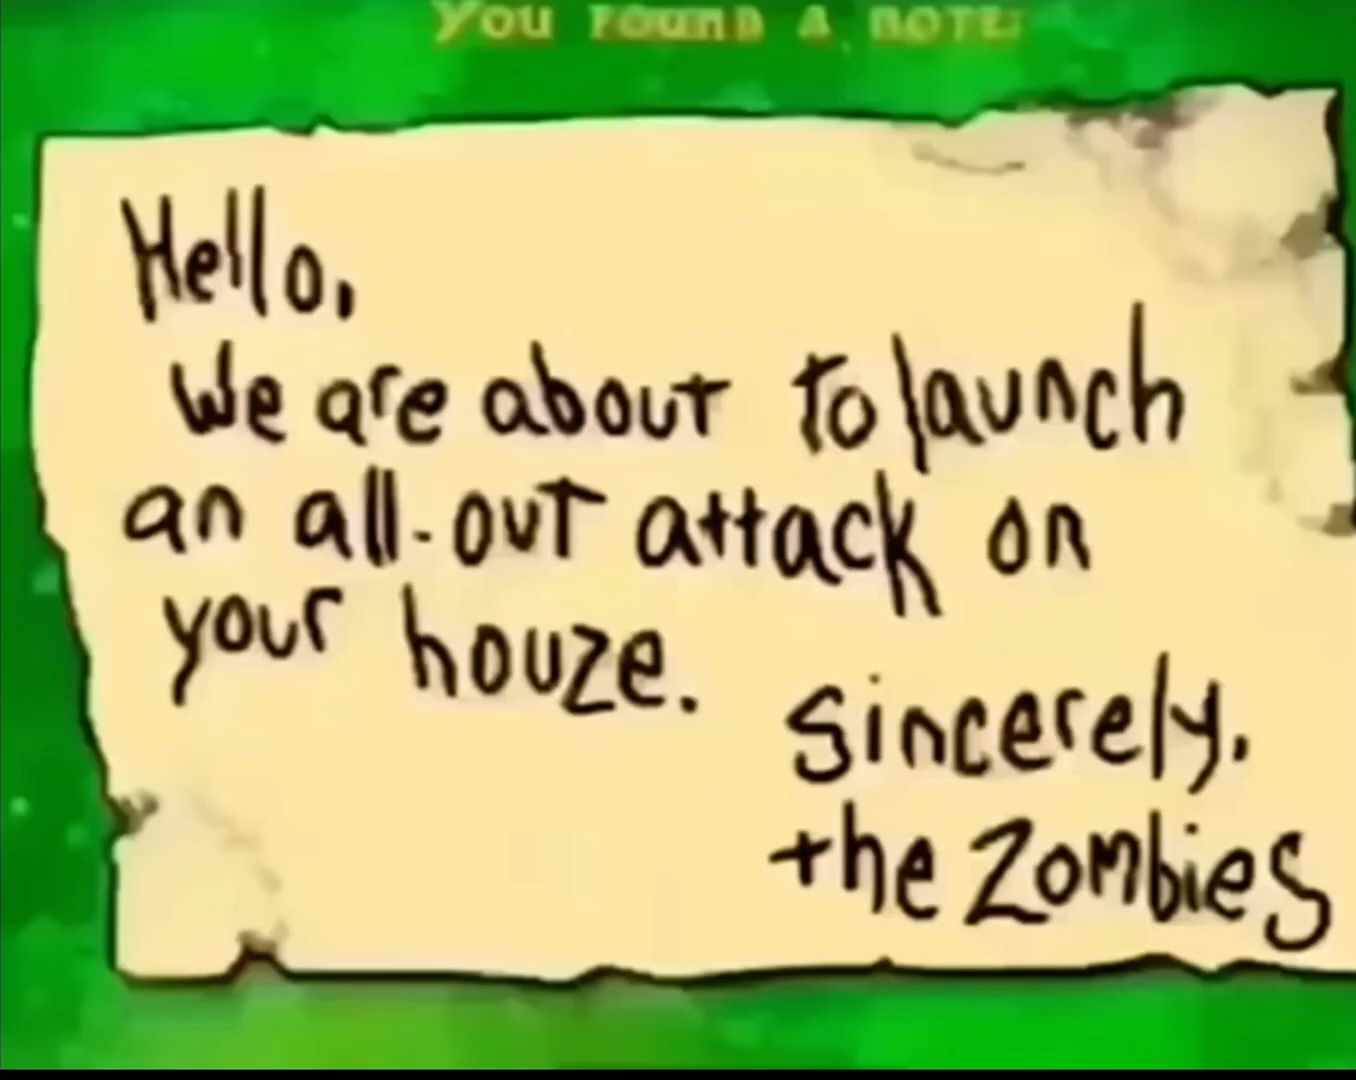 You found a note:
Hello,
We are about to launch
an all-out attack on
your houze.
Sincerely,
the Zombies